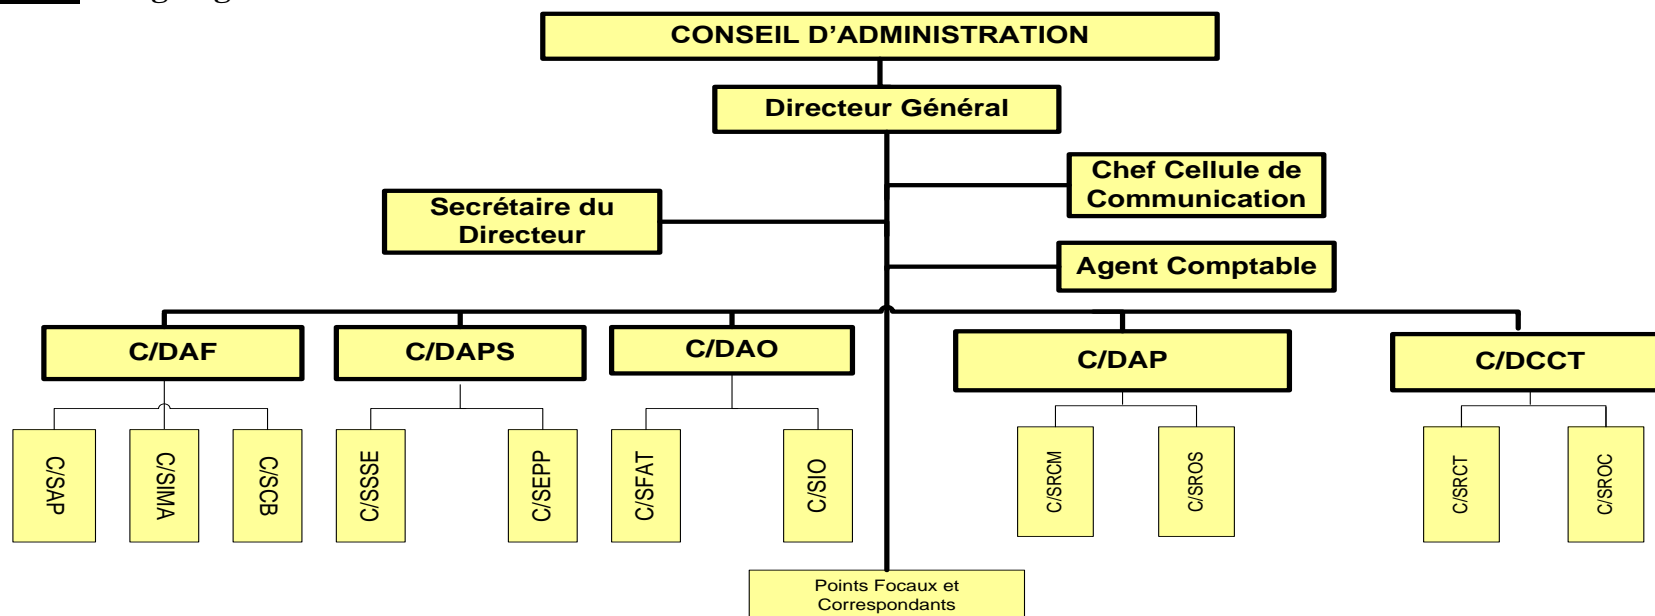 CONSEIL D'ADMINISTRATION
Directeur Général
Chef Cellule de
Communication
Secrétaire du
Directeur
Agent Comptable
C/DAF
C/DAPS
C/DAO
C/DAP
C/DCCT
C/SAP
C/SIMA
C/SCB
C/SSSE
C/SEPP
C/SFAT
C/SIO
C/SRCM
C/SROS
C/SRCT
C/SROC
Points Focaux et
Correspondants